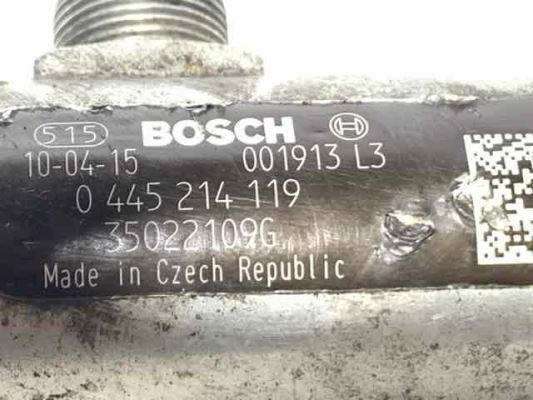 515 BOSCH
10-04-15 001913 L3
0 445 214 119
35022109G
Made in Czech Republic